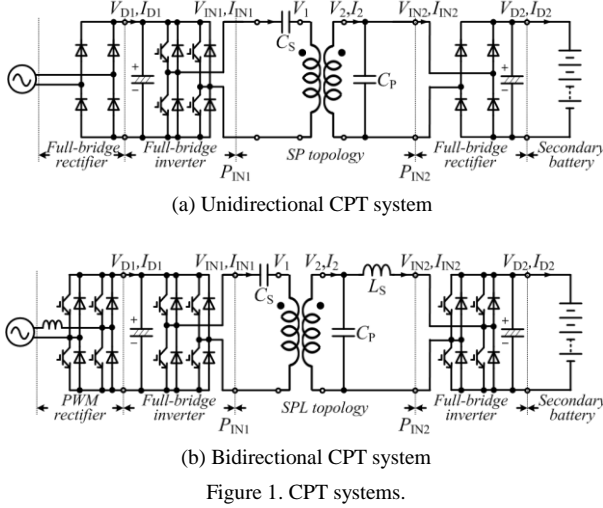 V_D1, I_D1 V_IN1, I_IN1 C_S V_1 V_2, I_2 V_IN2, I_IN2 V_D2, I_D2
+
−
C_P
+
−
Full-bridge rectifier
Full-bridge inverter
SP topology
Full-bridge rectifier
Secondary battery
P_IN1 P_IN2
(a) Unidirectional CPT system
V_D1, I_D1 V_IN1, I_IN1 C_S V_1 V_2, I_2 L_S V_IN2, I_IN2 V_D2, I_D2
+
−
C_P
+
−
PWM rectifier
Full-bridge inverter
SPL topology
Full-bridge inverter
Secondary battery
P_IN1 P_IN2
(b) Bidirectional CPT system
Figure 1. CPT systems.